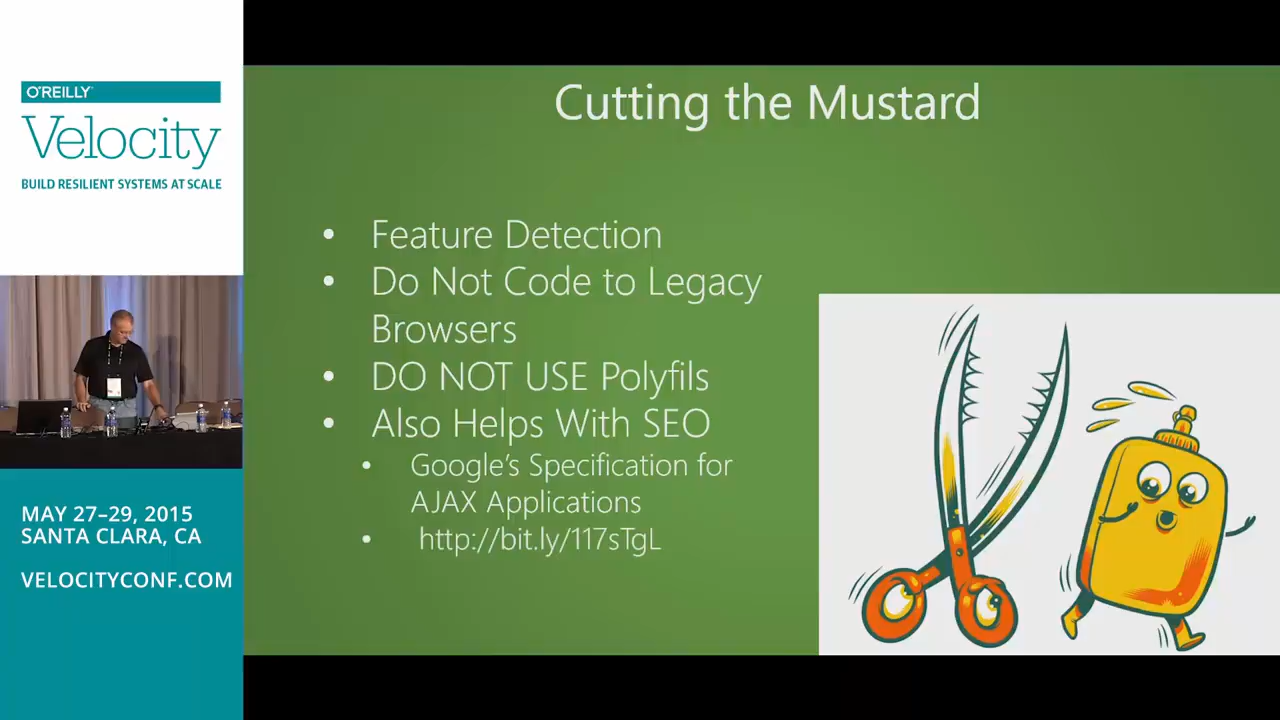 O'REILLY
Velocity
BUILD RESILIENT SYSTEMS AT SCALE
MAY 27–29, 2015
SANTA CLARA, CA
VELOCITYCONF.COM
Cutting the Mustard
• Feature Detection
• Do Not Code to Legacy
Browsers
• DO NOT USE Polyfils
• Also Helps With SEO
• Google's Specification for
AJAX Applications
• http://bit.ly/117sTgL